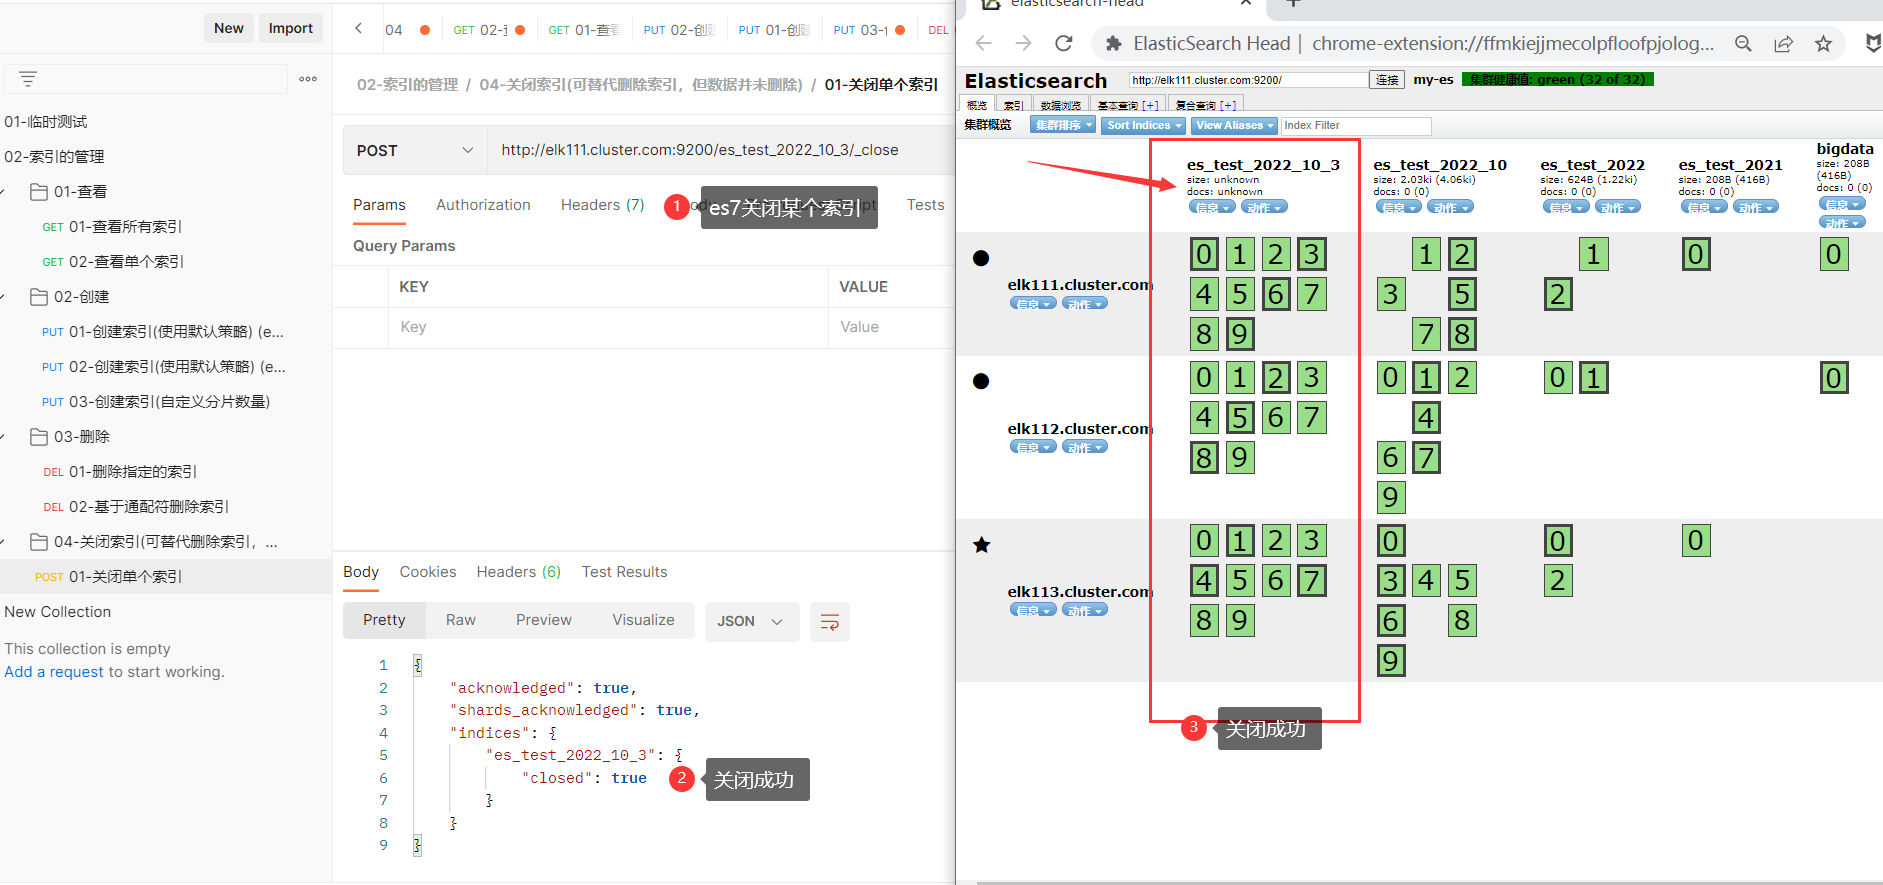 New
Import
04
GET 02-
GET 01-查看
PUT 02-创
PUT 01-创
PUT 03-
DEL
02-索引的管理 / 04-关闭索引(可替代删除索引，但数据并未删除) / 01-关闭单个索引
01-临时测试
02-索引的管理
01-查看
GET 01-查看所有索引
GET 02-查看单个索引
02-创建
PUT 01-创建索引(使用默认策略) (e...
PUT 02-创建索引(使用默认策略) (e...
PUT 03-创建索引(自定义分片数量)
03-删除
DEL 01-删除指定的索引
DEL 02-基于通配符删除索引
04-关闭索引(可替代删除索引，...
POST 01-关闭单个索引
New Collection
This collection is empty
Add a request to start working.
POST
http://elk111.cluster.com:9200/es_test_2022_10_3/_close
Params
Authorization
Headers (7)
1
es7关闭某个索引
Tests
Query Params
KEY
VALUE
Key
Value
Body
Cookies
Headers (6)
Test Results
Pretty
Raw
Preview
Visualize
JSON
1 {
2 "acknowledged": true,
3 "shards_acknowledged": true,
4 "indices": {
5 "es_test_2022_10_3": {
6 "closed": true
7 }
8 }
9 }
2
关闭成功
elasticsearch-head
ElasticSearch Head | chrome-extension://ffmkiejjmecolpfloofpjolog...
Elasticsearch
http://elk111.cluster.com:9200/
连接
my-es
集群健康值: green (32 of 32)
概览
索引
数据浏览
基本查询 [+]
复合查询 [+]
集群概览
集群排序
Sort Indices
View Aliases
Index Filter
es_test_2022_10_3
size: unknown
docs: unknown
信息
动作
es_test_2022_10
size: 2.03ki (4.06ki)
docs: 0 (0)
信息
动作
es_test_2022
size: 624B (1.22ki)
docs: 0 (0)
信息
动作
es_test_2021
size: 208B (416B)
docs: 0 (0)
信息
动作
bigdata
size: 208B
(416B)
docs: 0 (0)
信息
动作
elk111.cluster.com
信息
动作
0 1 2 3
4 5 6 7
8 9
1 2
3 5
7 8
1
2
0
0
elk112.cluster.com
信息
动作
0 1 2 3
4 5 6 7
8 9
0 1 2
4
6 7
9
0 1
0
elk113.cluster.com
信息
动作
0 1 2 3
4 5 6 7
8 9
0
3 4 5
6 8
9
0
2
0
3
关闭成功